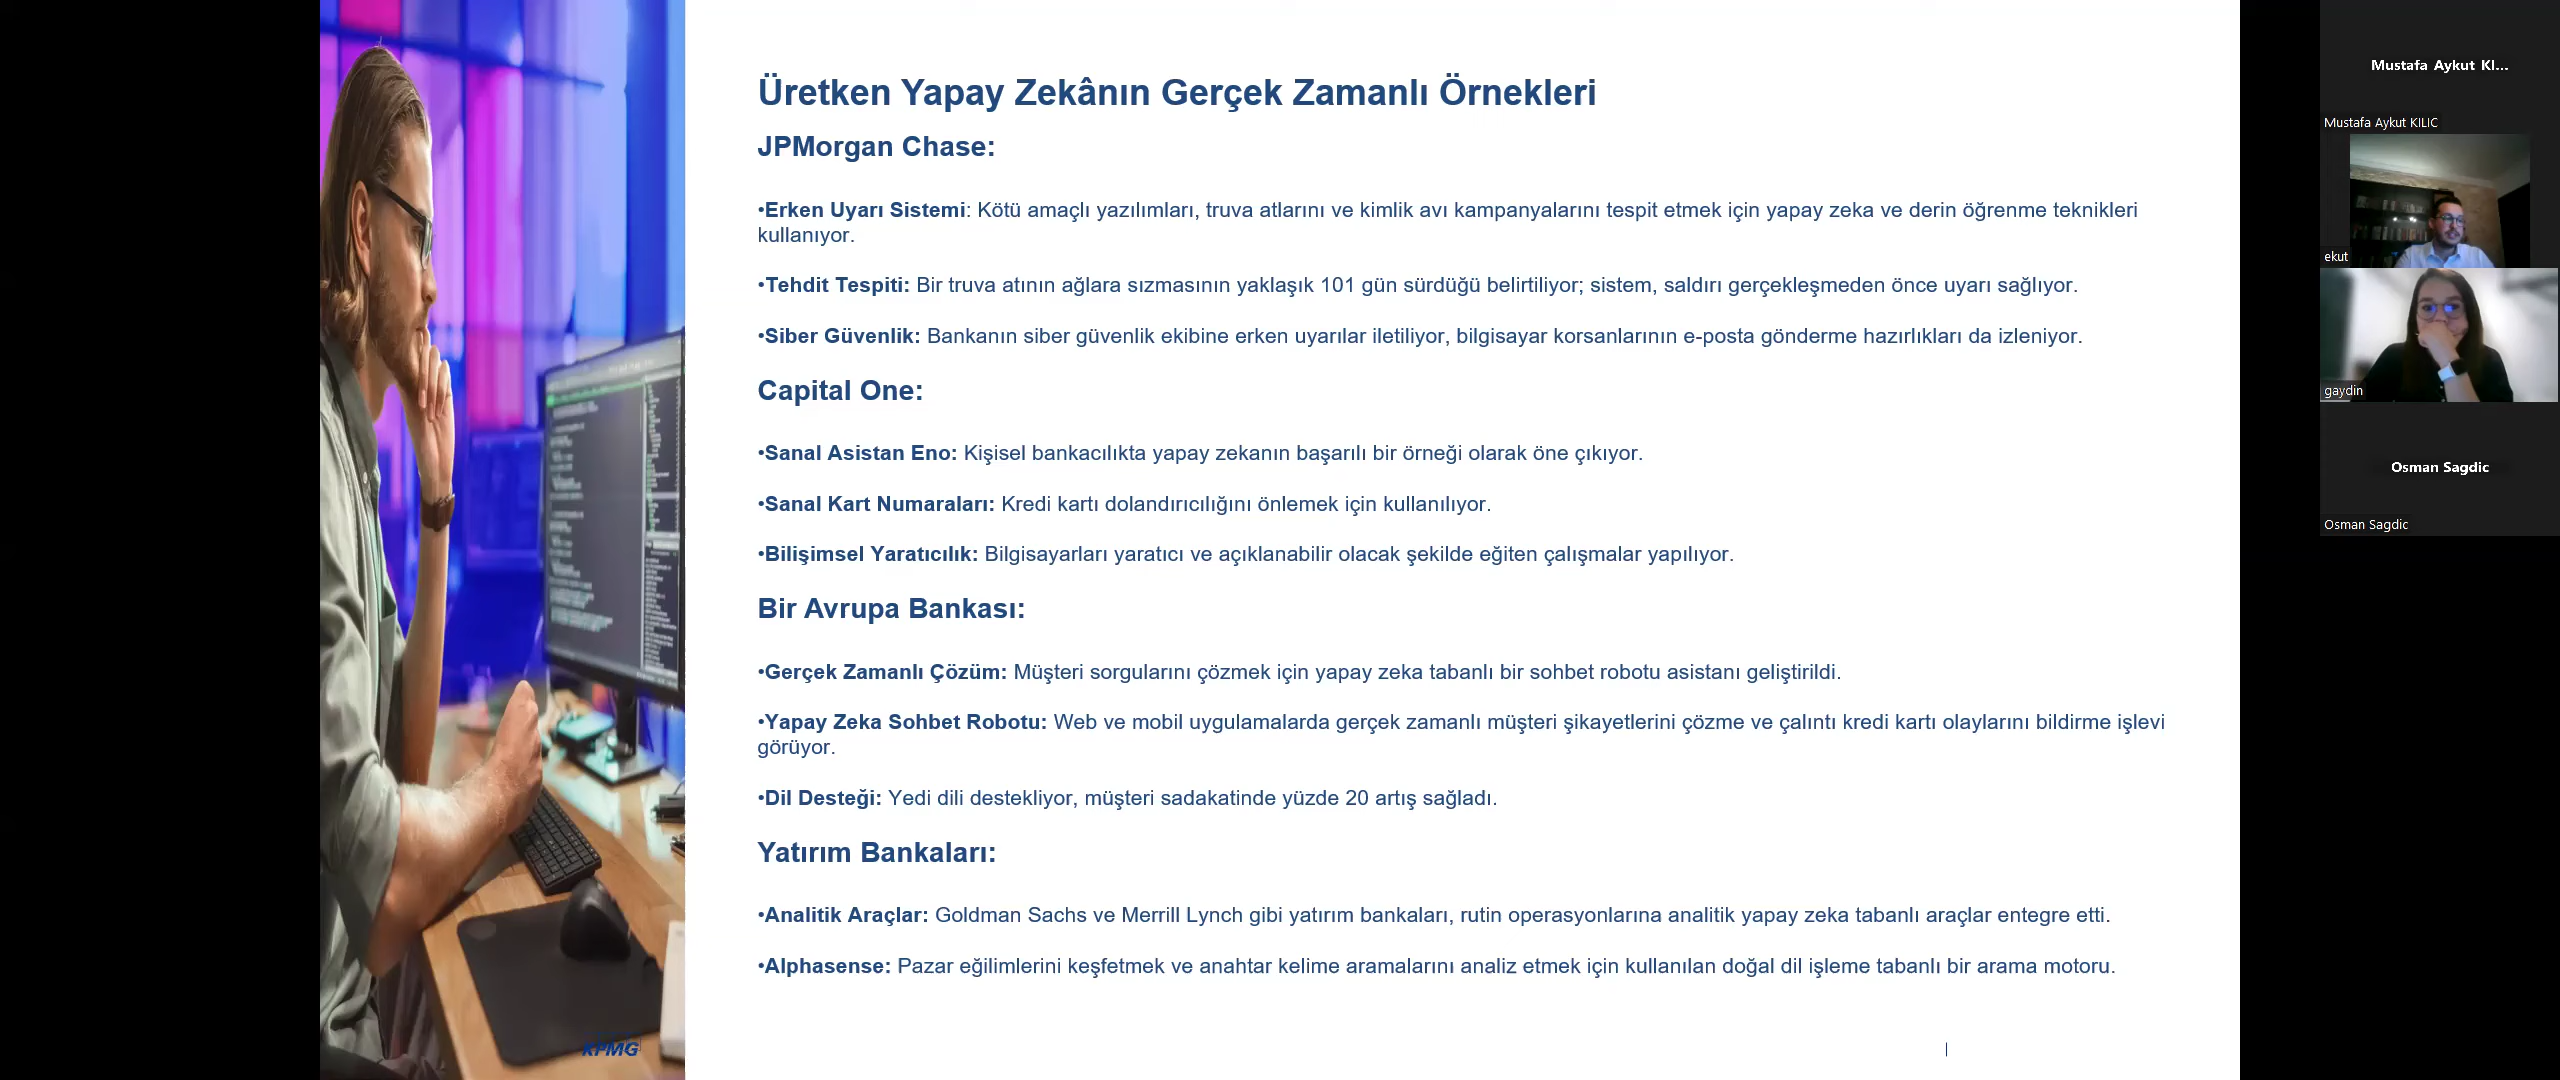 Üretken Yapay Zekânın Gerçek Zamanlı Örnekleri
JPMorgan Chase:
•Erken Uyarı Sistemi: Kötü amaçlı yazılımları, truva atlarını ve kimlik avı kampanyalarını tespit etmek için yapay zeka ve derin öğrenme teknikleri
kullanıyor.
•Tehdit Tespiti: Bir truva atının ağlara sızmasının yaklaşık 101 gün sürdüğü belirtiliyor; sistem, saldırı gerçekleşmeden önce uyarı sağlıyor.
•Siber Güvenlik: Bankanın siber güvenlik ekibine erken uyarılar iletiliyor, bilgisayar korsanlarının e-posta gönderme hazırlıkları da izleniyor.
Capital One:
•Sanal Asistan Eno: Kişisel bankacılıkta yapay zekanın başarılı bir örneği olarak öne çıkıyor.
•Sanal Kart Numaraları: Kredi kartı dolandırıcılığını önlemek için kullanılıyor.
•Bilişimsel Yaratıcılık: Bilgisayarları yaratıcı ve açıklanabilir olacak şekilde eğiten çalışmalar yapılıyor.
Bir Avrupa Bankası:
•Gerçek Zamanlı Çözüm: Müşteri sorgularını çözmek için yapay zeka tabanlı bir sohbet robotu asistanı geliştirildi.
•Yapay Zeka Sohbet Robotu: Web ve mobil uygulamalarda gerçek zamanlı müşteri şikayetlerini çözme ve çalıntı kredi kartı olaylarını bildirme işlevi
görüyor.
•Dil Desteği: Yedi dili destekliyor, müşteri sadakatinde yüzde 20 artış sağladı.
Yatırım Bankaları:
•Analitik Araçlar: Goldman Sachs ve Merrill Lynch gibi yatırım bankaları, rutin operasyonlarına analitik yapay zeka tabanlı araçlar entegre etti.
•Alphasense: Pazar eğilimlerini keşfetmek ve anahtar kelime aramalarını analiz etmek için kullanılan doğal dil işleme tabanlı bir arama motoru.
KPMG
Mustafa Aykut KI...
Mustafa Aykut KILIC
ekut
gaydin
Osman Sagdic
Osman Sagdic